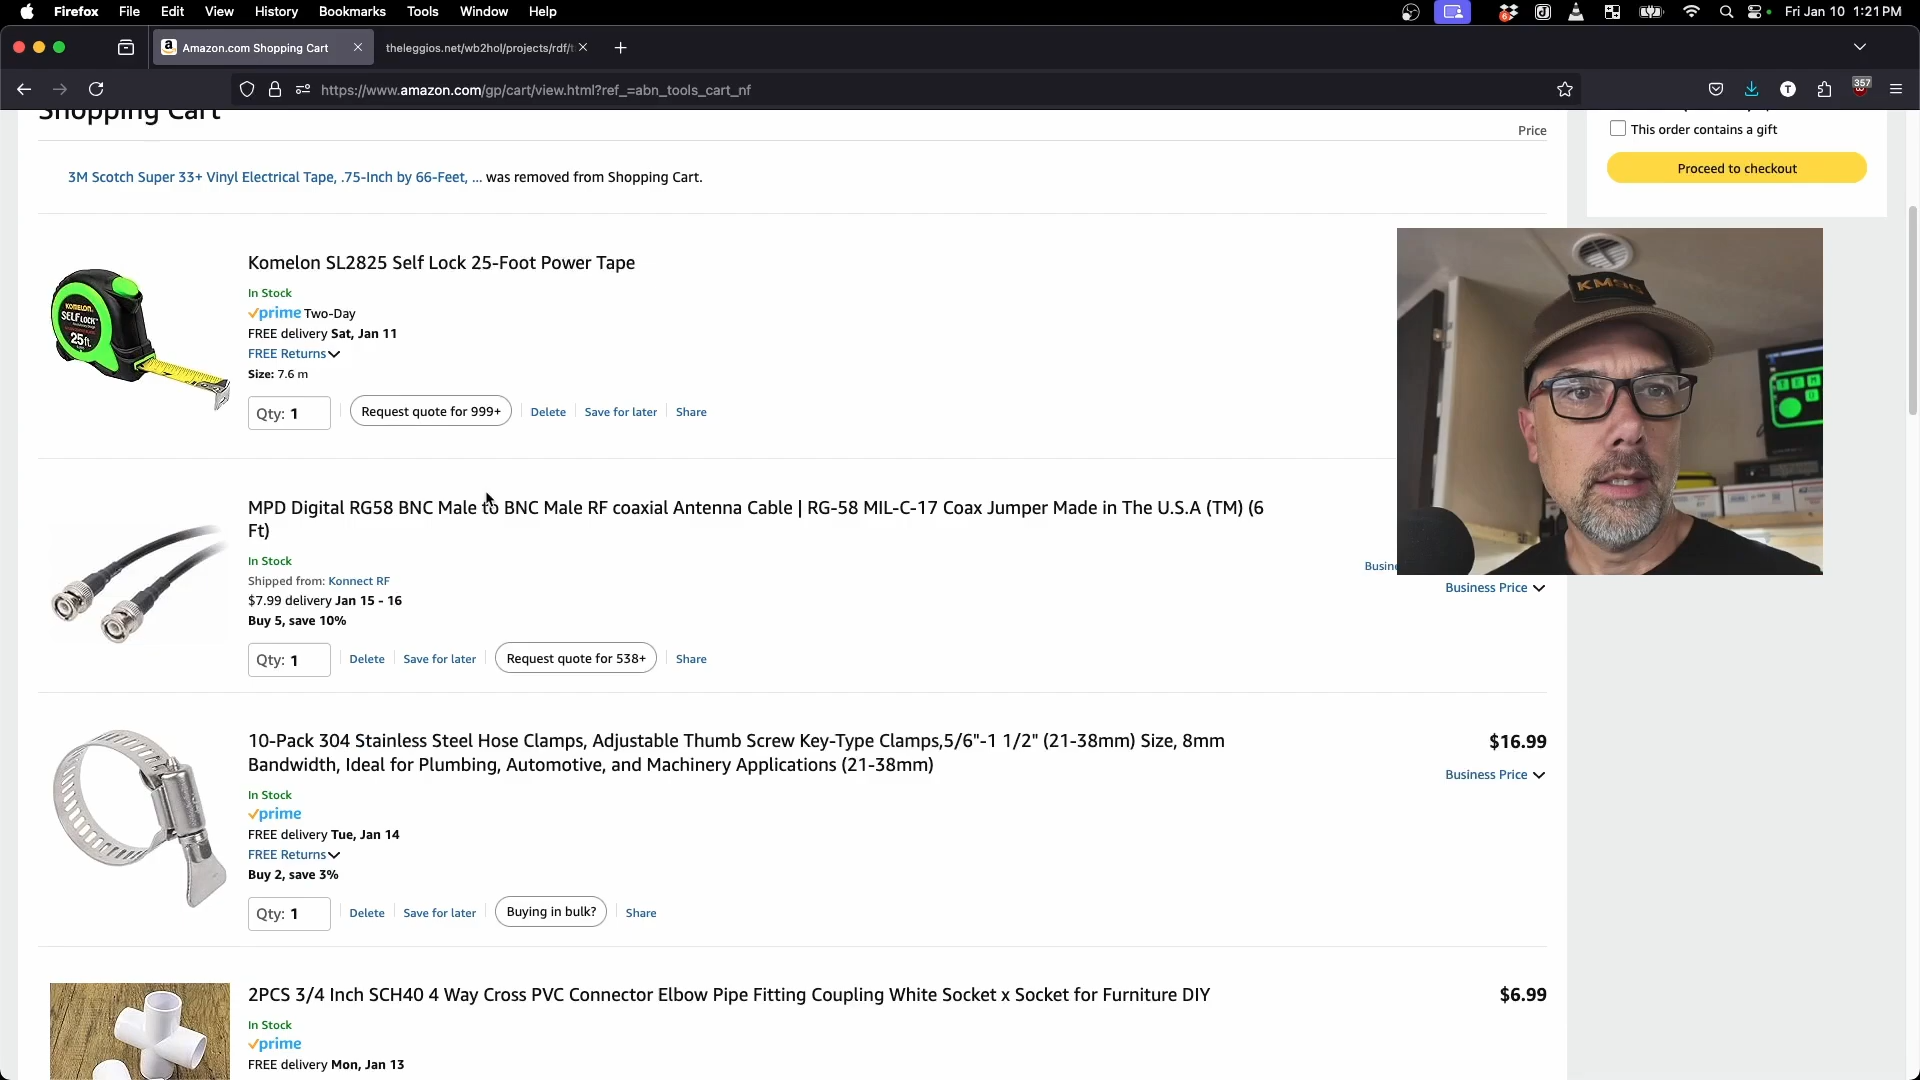 Firefox File Edit View History Bookmarks Tools Window Help
Fri Jan 10 1:21 PM
Amazon.com Shopping Cart
theleggios.net/wb2hol/projects/rdf/t
https://www.amazon.com/gp/cart/view.html?ref_=abn_tools_cart_nf
357
Shopping Cart
Price
This order contains a gift
Proceed to checkout
3M Scotch Super 33+ Vinyl Electrical Tape, .75-Inch by 66-Feet, ... was removed from Shopping Cart.
Komelon SL2825 Self Lock 25-Foot Power Tape
In Stock
prime Two-Day
FREE delivery Sat, Jan 11
FREE Returns
Size: 7.6 m
Qty: 1
Request quote for 999+
Delete
Save for later
Share
KOMELON
SELF LOCK
25 ft.
MPD Digital RG58 BNC Male to BNC Male RF coaxial Antenna Cable | RG-58 MIL-C-17 Coax Jumper Made in The U.S.A (TM) (6
Ft)
In Stock
Shipped from: Konnect RF
$7.99 delivery Jan 15 - 16
Buy 5, save 10%
Qty: 1
Delete
Save for later
Request quote for 538+
Share
Busine
Business Price
10-Pack 304 Stainless Steel Hose Clamps, Adjustable Thumb Screw Key-Type Clamps,5/6"-1 1/2" (21-38mm) Size, 8mm
Bandwidth, Ideal for Plumbing, Automotive, and Machinery Applications (21-38mm)
$16.99
Business Price
In Stock
prime
FREE delivery Tue, Jan 14
FREE Returns
Buy 2, save 3%
Qty: 1
Delete
Save for later
Buying in bulk?
Share
2PCS 3/4 Inch SCH40 4 Way Cross PVC Connector Elbow Pipe Fitting Coupling White Socket x Socket for Furniture DIY
$6.99
In Stock
prime
FREE delivery Mon, Jan 13